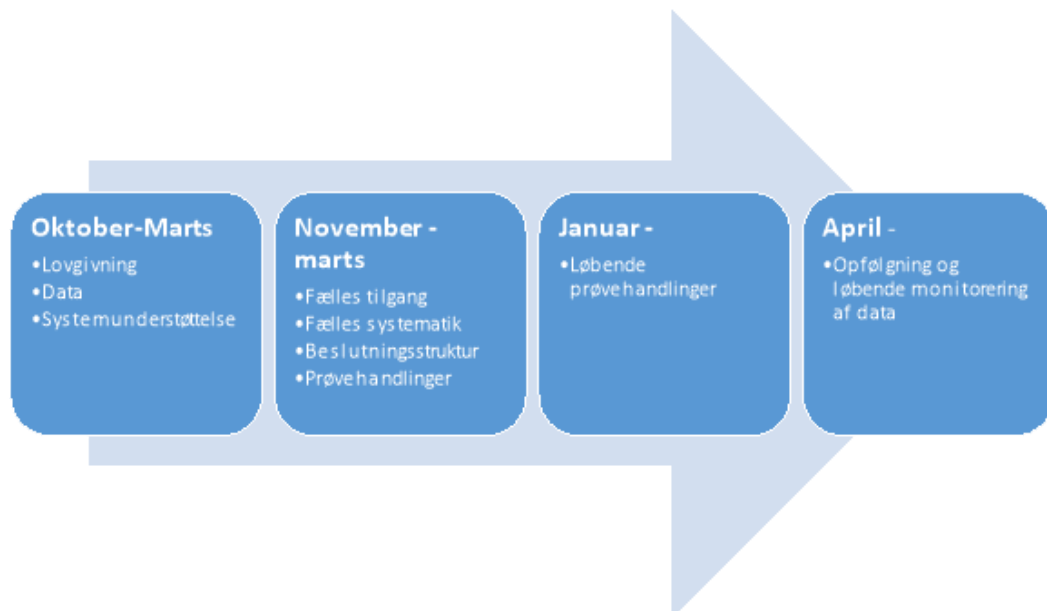 Oktober-Marts
•Lovgivning
•Data
•Systemunderstøttelse
November -
marts
•Fælles tilgang
•Fælles systematik
•Beslutningsstruktur
•Prøvehandlinger
Januar -
•Løbende
prøvehandlinger
April -
•Opfølgning og
løbende monitorering
af data